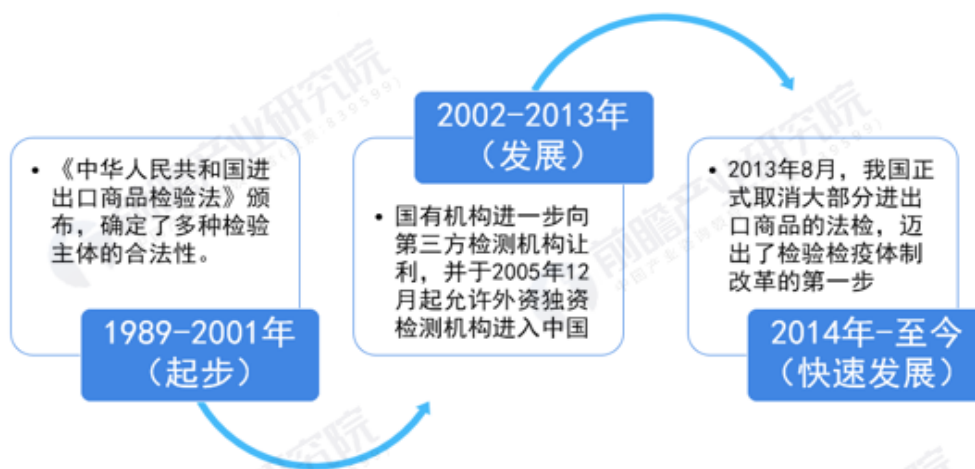 • 《中华人民共和国进
出口商品检验法》颁
布，确定了多种检验
主体的合法性。
1989-2001年
（起步）
2002-2013年
（发展）
• 国有机构进一步向
第三方检测机构让
利，并于2005年12
月起允许外资独资
检测机构进入中国
• 2013年8月，我国正
式取消大部分进出
口商品的法检，迈
出了检验检疫体制
改革的第一步
2014年-至今
（快速发展）
前瞻产业研究院